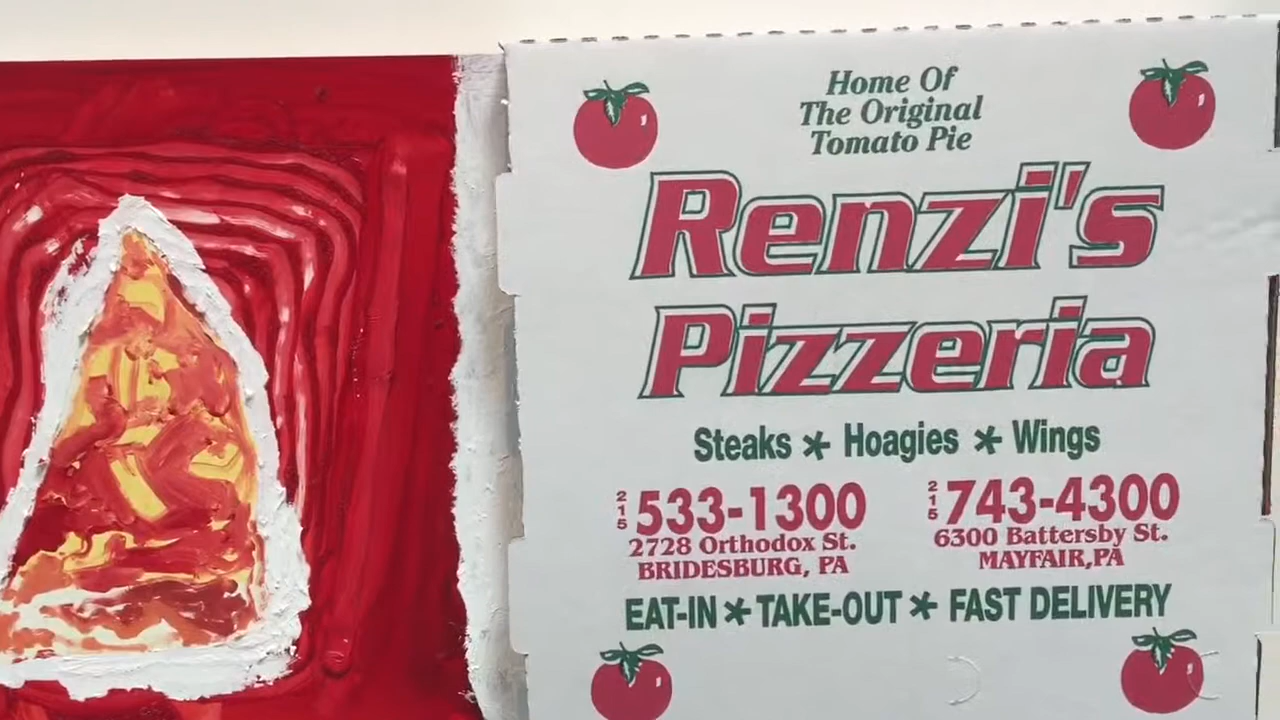 Home Of
The Original
Tomato Pie
Renzi's
Pizzeria
Steaks * Hoagies * Wings
215 533-1300
2728 Orthodox St.
BRIDESBURG, PA
215 743-4300
6300 Battersby St.
MAYFAIR,PA
EAT-IN * TAKE-OUT * FAST DELIVERY